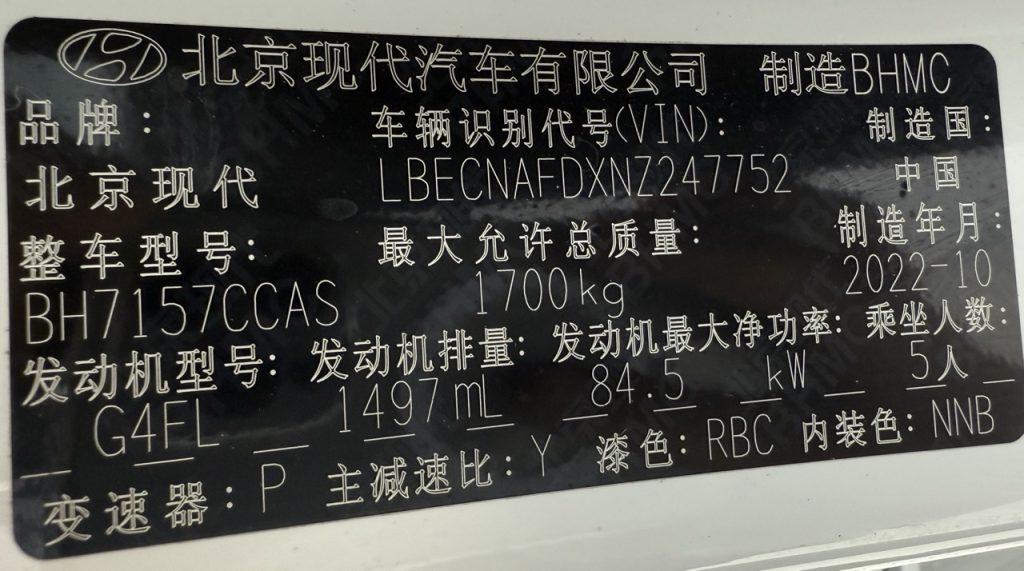 北京现代汽车有限公司 制造BHMC
品牌: 车辆识别代号(VIN): 制造国:
北京现代 LBECNAFDXNZ247752 中国
整车型号: 最大允许总质量: 制造年月:
BH7157CCAS 1700kg 2022-10
发动机型号: 发动机排量: 发动机最大净功率: 乘坐人数:
G4FL 1497mL 84.5 kW 5人
变速器: P 主减速比: Y 漆色: RBC 内装色: NNB